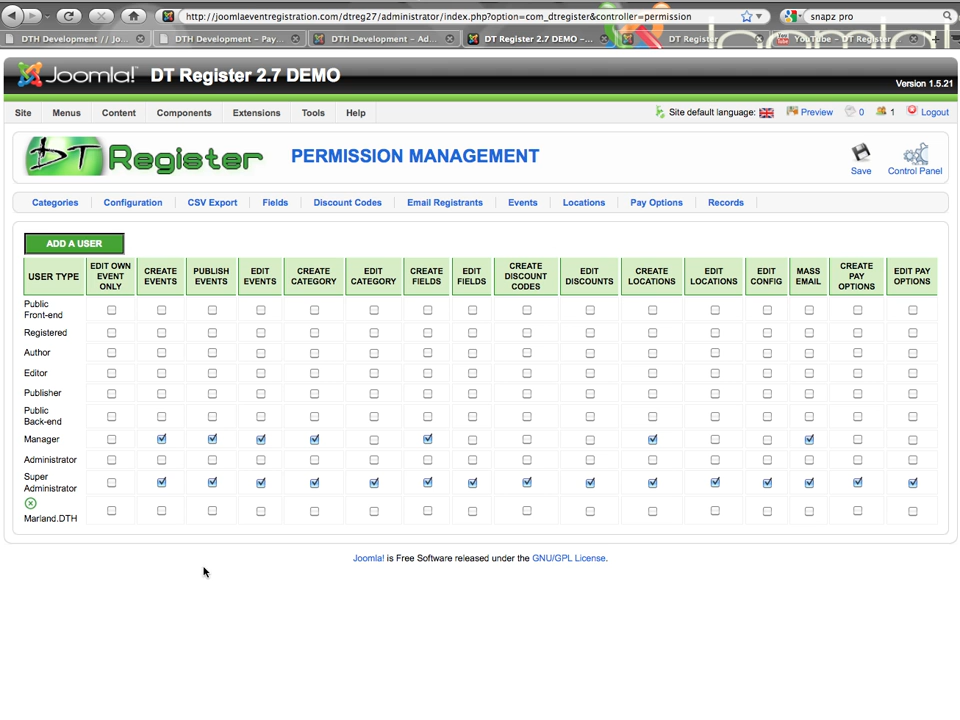 http://joomlaeventregistration.com/dtreg27/administrator/index.php?option=com_dtregister&controller=permission
snapz pro
DTH Development // Jo...
DTH Development - Pay...
DTH Development - Ad...
DT Register 2.7 DEMO -...
DT Register
YouTube - DT Register
Joomla!
DT Register 2.7 DEMO
Version 1.5.21
Site Menus Content Components Extensions Tools Help
Site default language:
Preview
0
1
Logout
DT Register
PERMISSION MANAGEMENT
Save
Control Panel
Categories Configuration CSV Export Fields Discount Codes Email Registrants Events Locations Pay Options Records
ADD A USER
USER TYPE
EDIT OWN
EVENT
ONLY
CREATE
EVENTS
PUBLISH
EVENTS
EDIT
EVENTS
CREATE
CATEGORY
EDIT
CATEGORY
CREATE
FIELDS
EDIT
FIELDS
CREATE
DISCOUNT
CODES
EDIT
DISCOUNTS
CREATE
LOCATIONS
EDIT
LOCATIONS
EDIT
CONFIG
MASS
EMAIL
CREATE
PAY
OPTIONS
EDIT PAY
OPTIONS
Public
Front-end
Registered
Author
Editor
Publisher
Public
Back-end
Manager
Administrator
Super
Administrator
Marland.DTH
Joomla! is Free Software released under the GNU/GPL License.